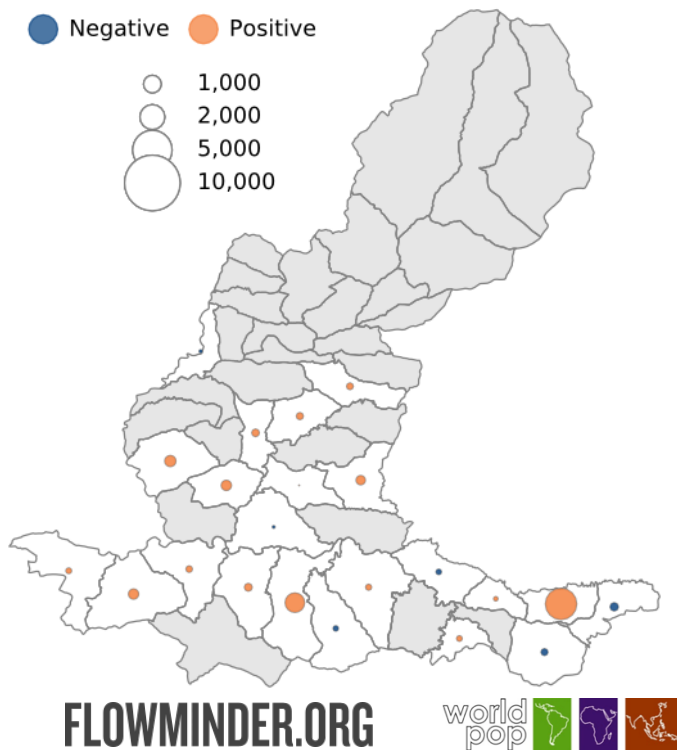 Negative Positive
1,000
2,000
5,000
10,000
FLOWMINDER.ORG
world
pop